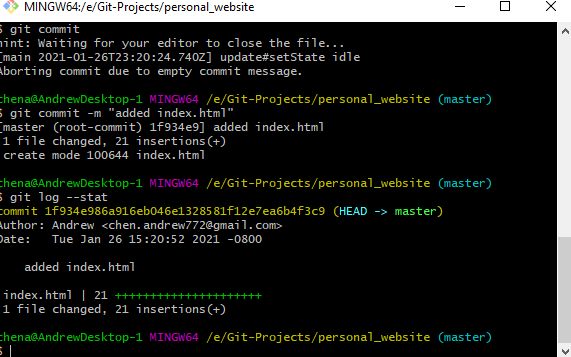 MINGW64:/e/Git-Projects/personal_website
$ git commit
hint: Waiting for your editor to close the file...
[main 2021-01-26T23:20:24.740Z] update#setState idle
Aborting commit due to empty commit message.
thena@AndrewDesktop-1 MINGW64 /e/Git-Projects/personal_website (master)
$ git commit -m "added index.html"
[master (root-commit) 1f934e9] added index.html
1 file changed, 21 insertions(+)
create mode 100644 index.html
thena@AndrewDesktop-1 MINGW64 /e/Git-Projects/personal_website (master)
$ git log --stat
commit 1f934e986a916eb046e1328581f12e7ea6b4f3c9 (HEAD -> master)
Author: Andrew <chen.andrew772@gmail.com>
Date:   Tue Jan 26 15:20:52 2021 -0800
added index.html
index.html | 21 +++++++++++++++++++++
1 file changed, 21 insertions(+)
thena@AndrewDesktop-1 MINGW64 /e/Git-Projects/personal_website (master)
$